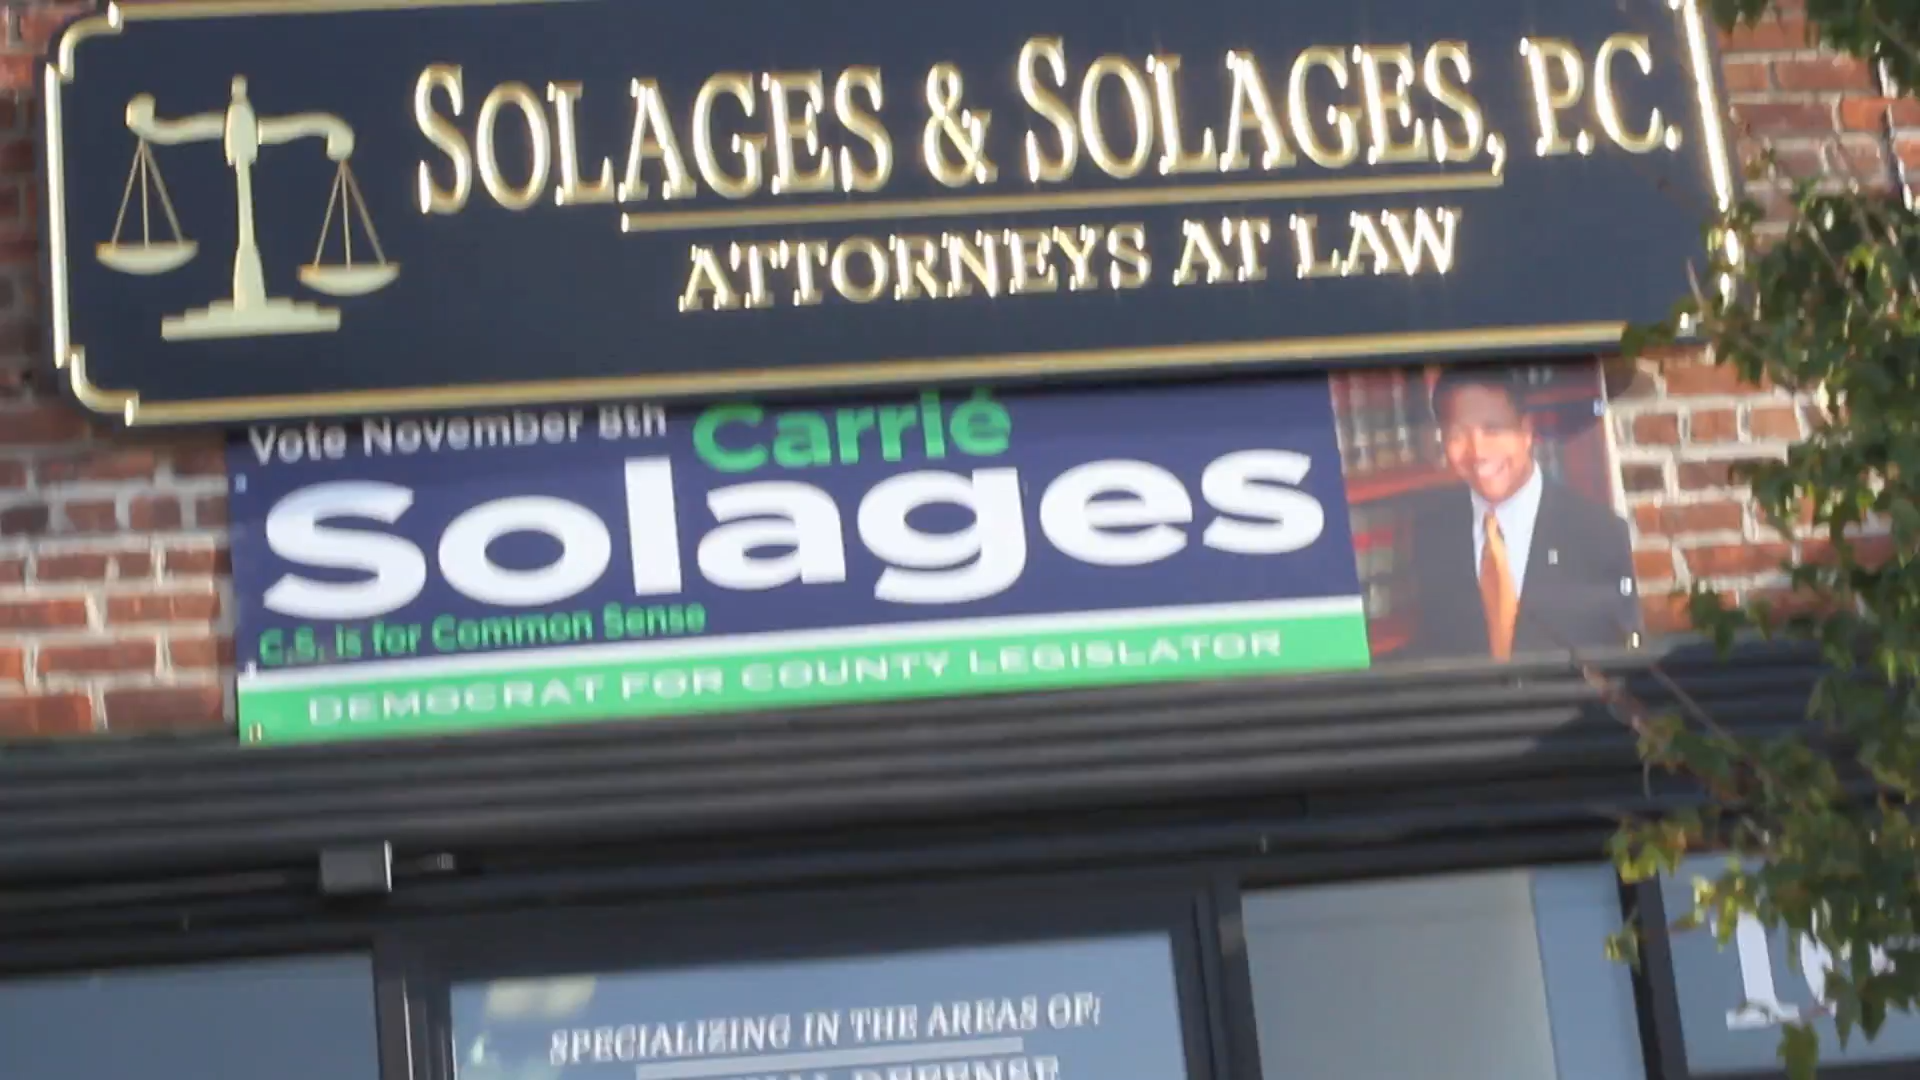 SOLAGES & SOLAGES, P.C.
ATTORNEYS AT LAW
Vote November 8th
Carrié
Solages
C.S. is for Common Sense
DEMOCRAT FOR COUNTY LEGISLATOR
SPECIALIZING IN THE AREAS OF:
DEFENSE